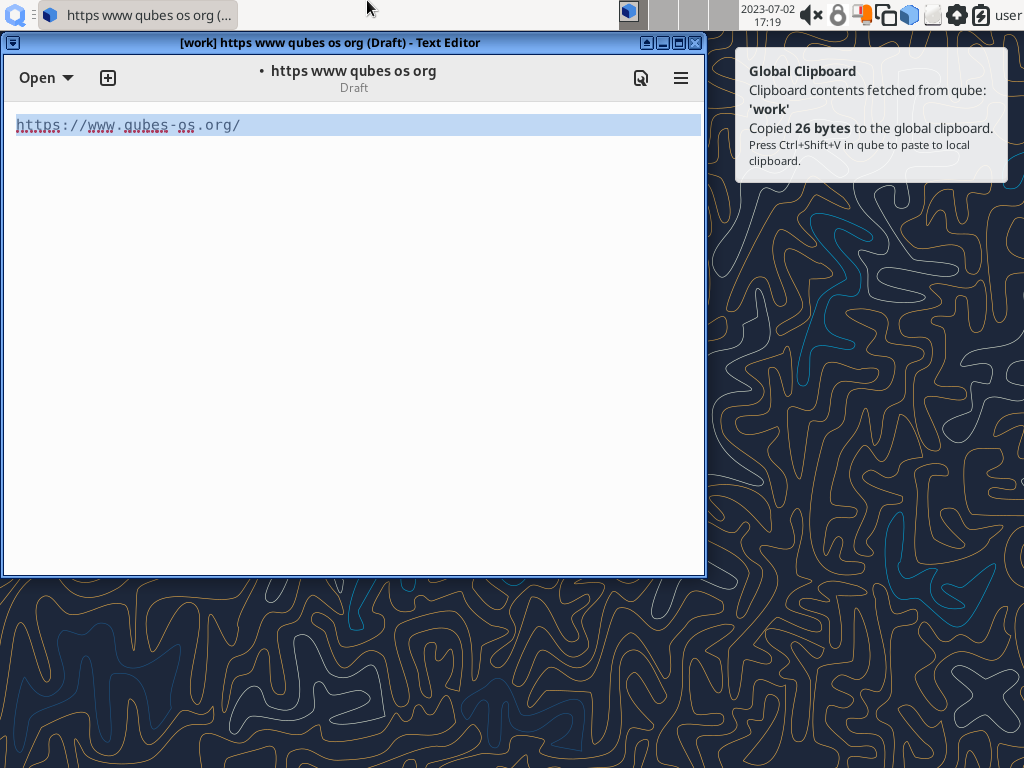 https www qubes os org (...
2023-07-02
17:19
user
[work] https www qubes os org (Draft) - Text Editor
Open
• https www qubes os org
Draft
https://www.qubes-os.org/
Global Clipboard
Clipboard contents fetched from qube:
'work'
Copied 26 bytes to the global clipboard.
Press Ctrl+Shift+V in qube to paste to local
clipboard.